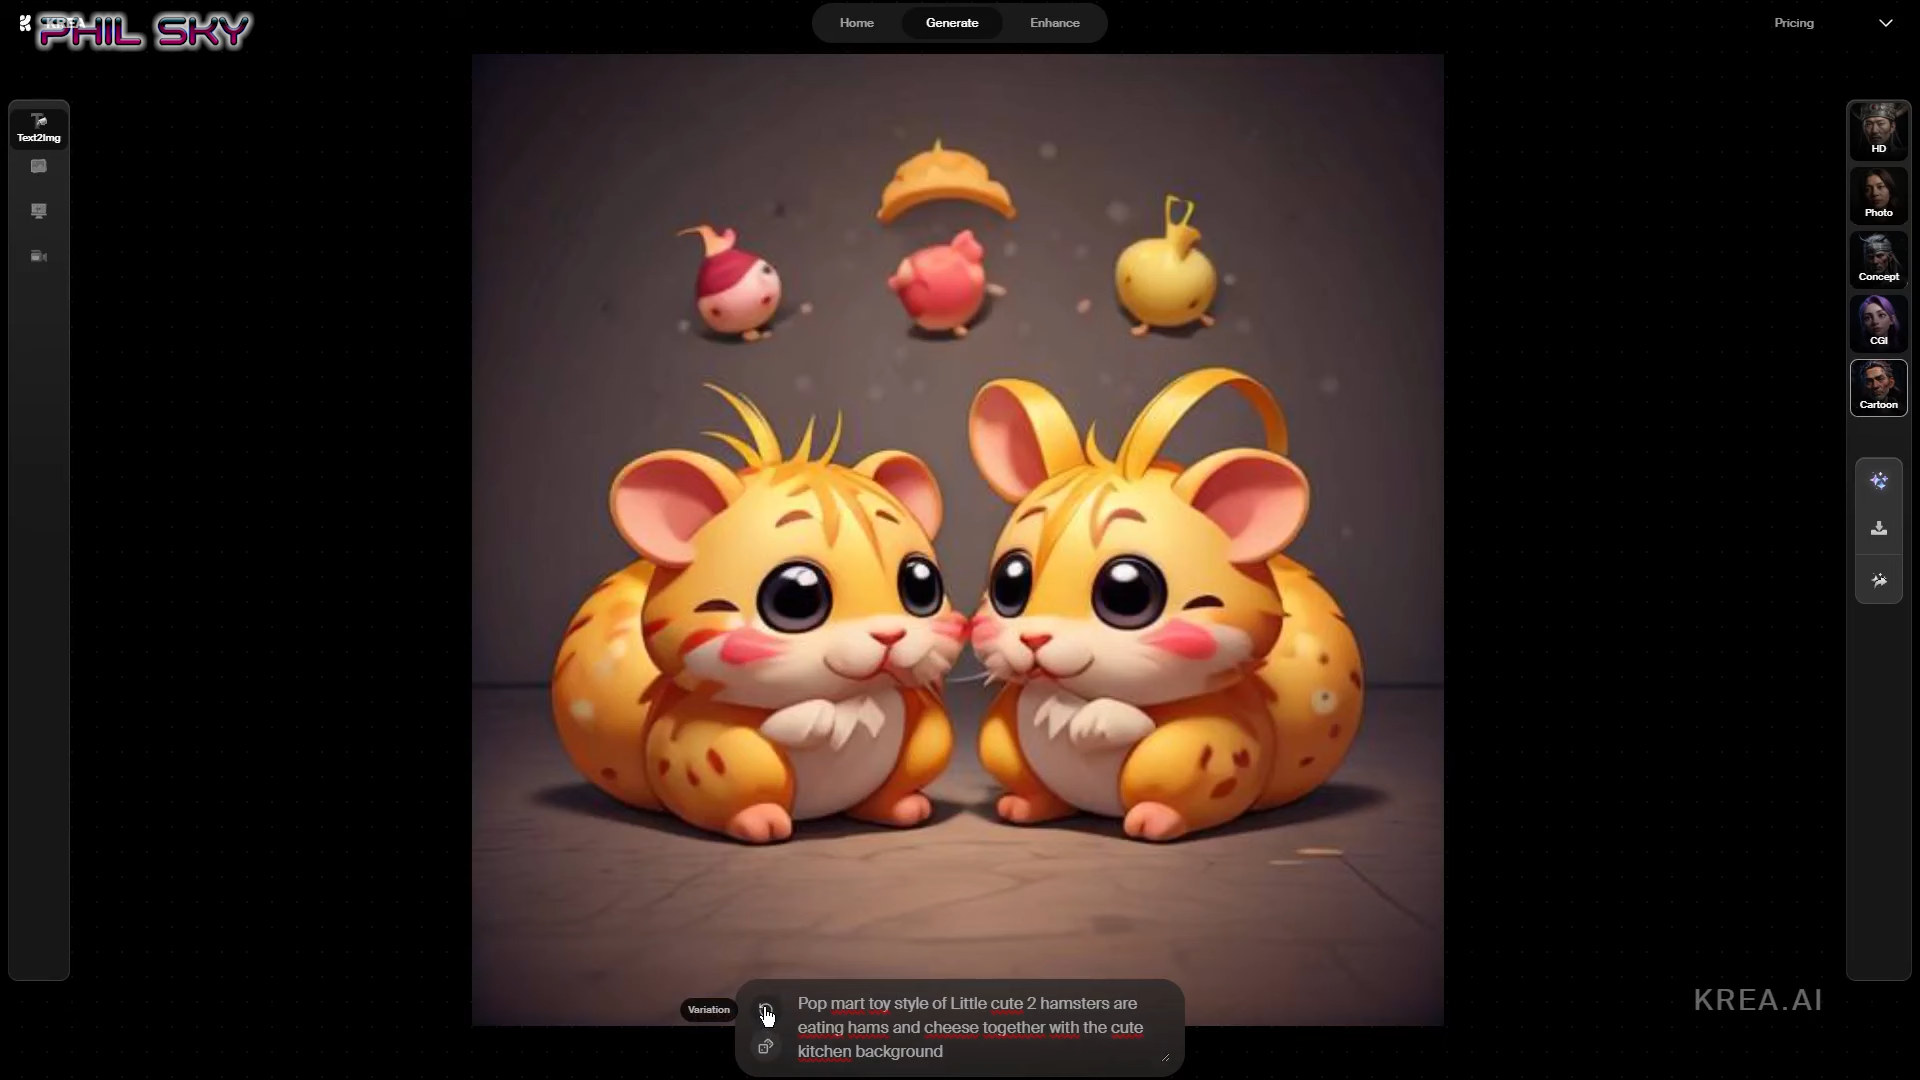 KREA
PHIL SKY
Home
Generate
Enhance
Pricing
Text2Img
HD
Photo
Concept
CGI
Cartoon
Variation
Pop mart toy style of Little cute 2 hamsters are
eating hams and cheese together with the cute
kitchen background
KREA.AI